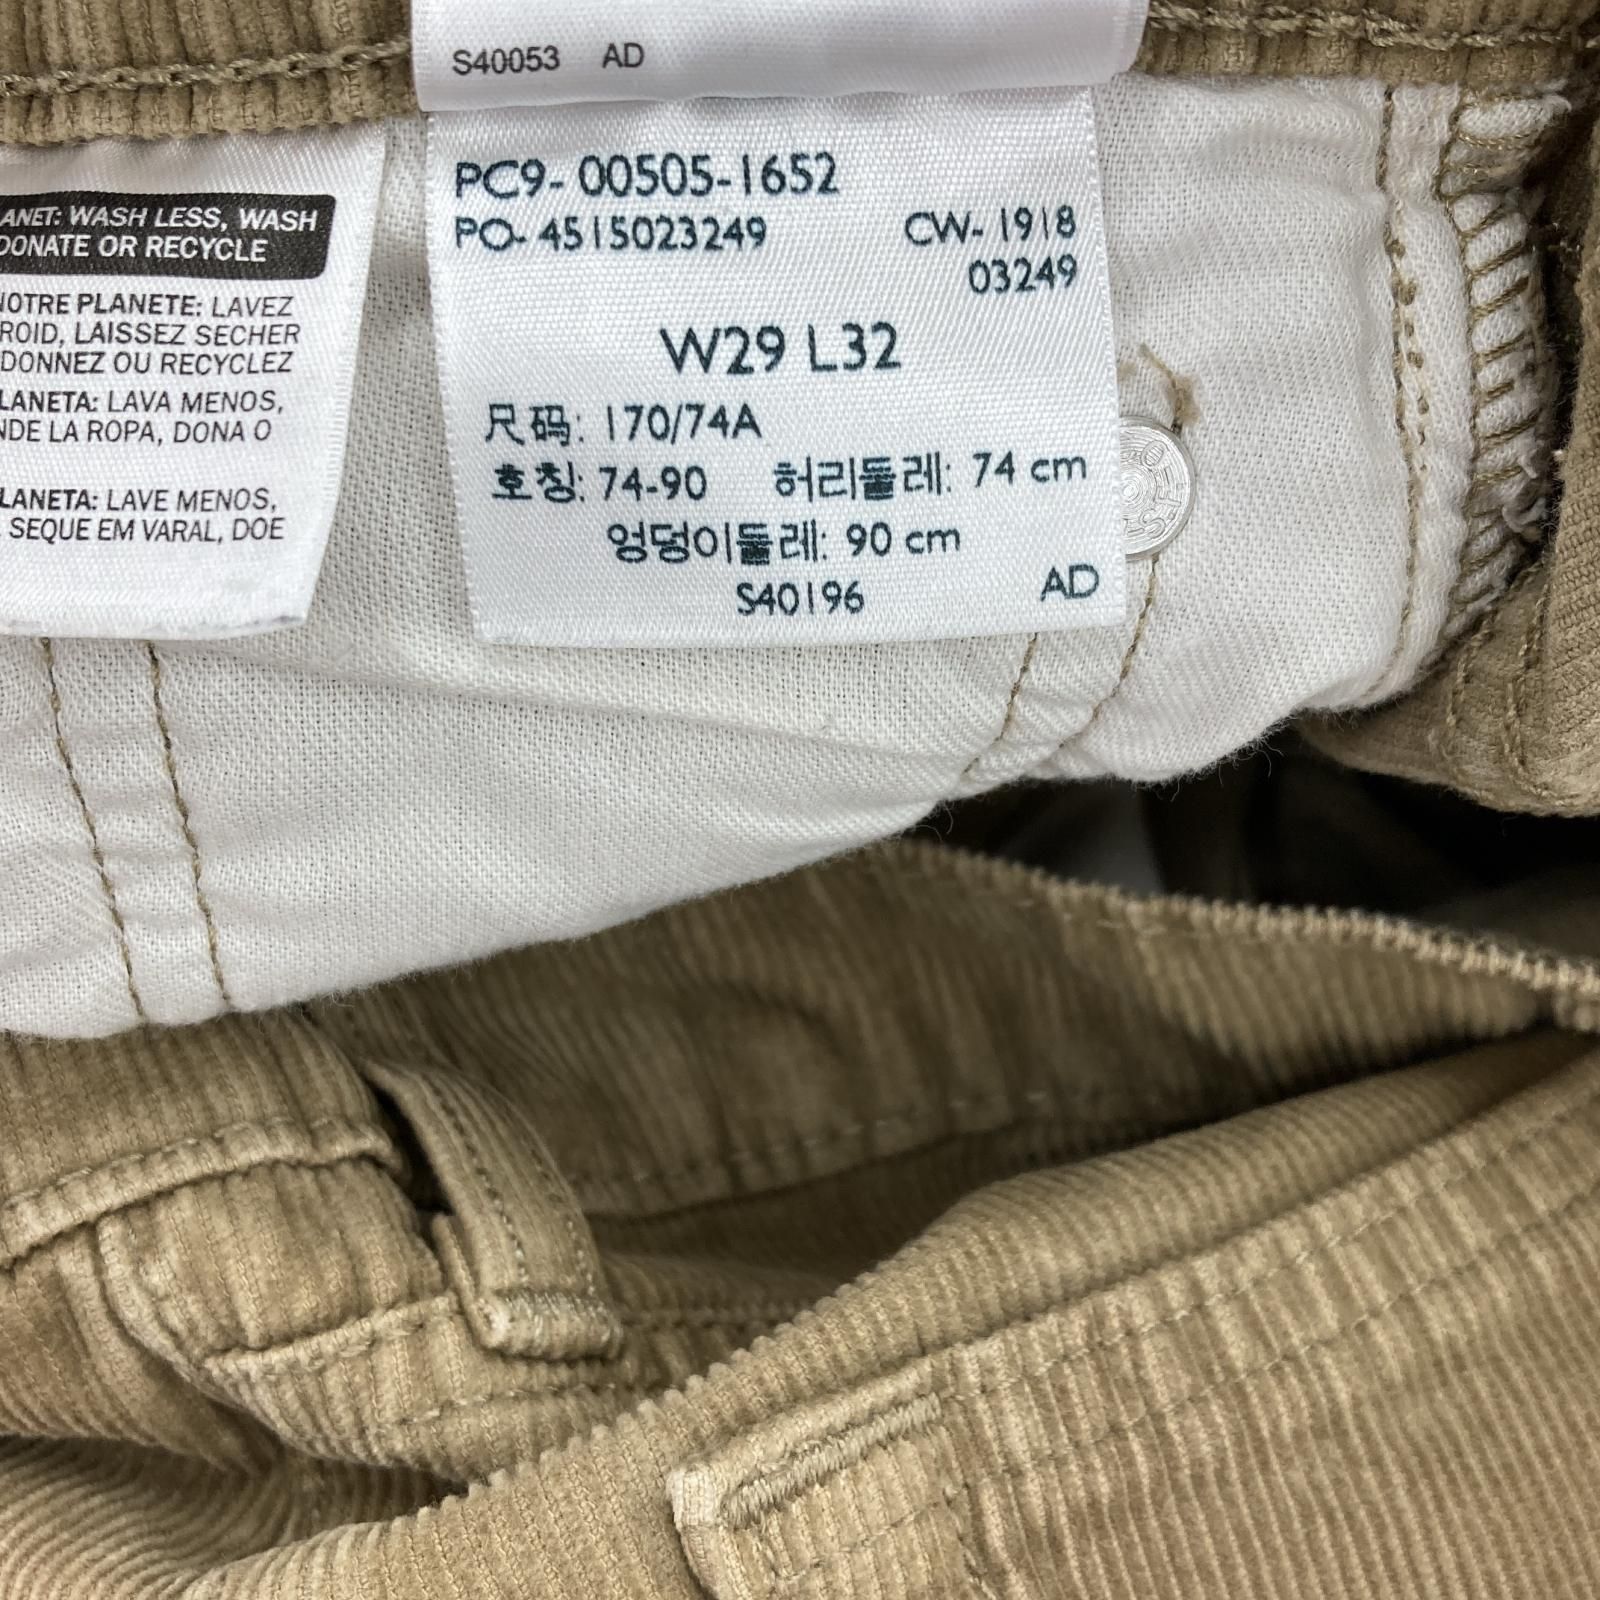 S40053 AD
ANET: WASH LESS, WASH
DONATE OR RECYCLE
NOTRE PLANETE: LAVEZ
ROID, LAISSEZ SECHER
DONNEZ OU RECYCLEZ
LANETA: LAVA MENOS,
NDE LA ROPA, DONA O
LANETA: LAVE MENOS,
SEQUE EM VARAL, DOE
PC9- 00505-1652
PO- 4515023249 CW- 1918
03249
W29 L32
尺码: 170/74A
호칭: 74-90 허리둘레: 74 cm
엉덩이둘레: 90 cm
S40196 AD